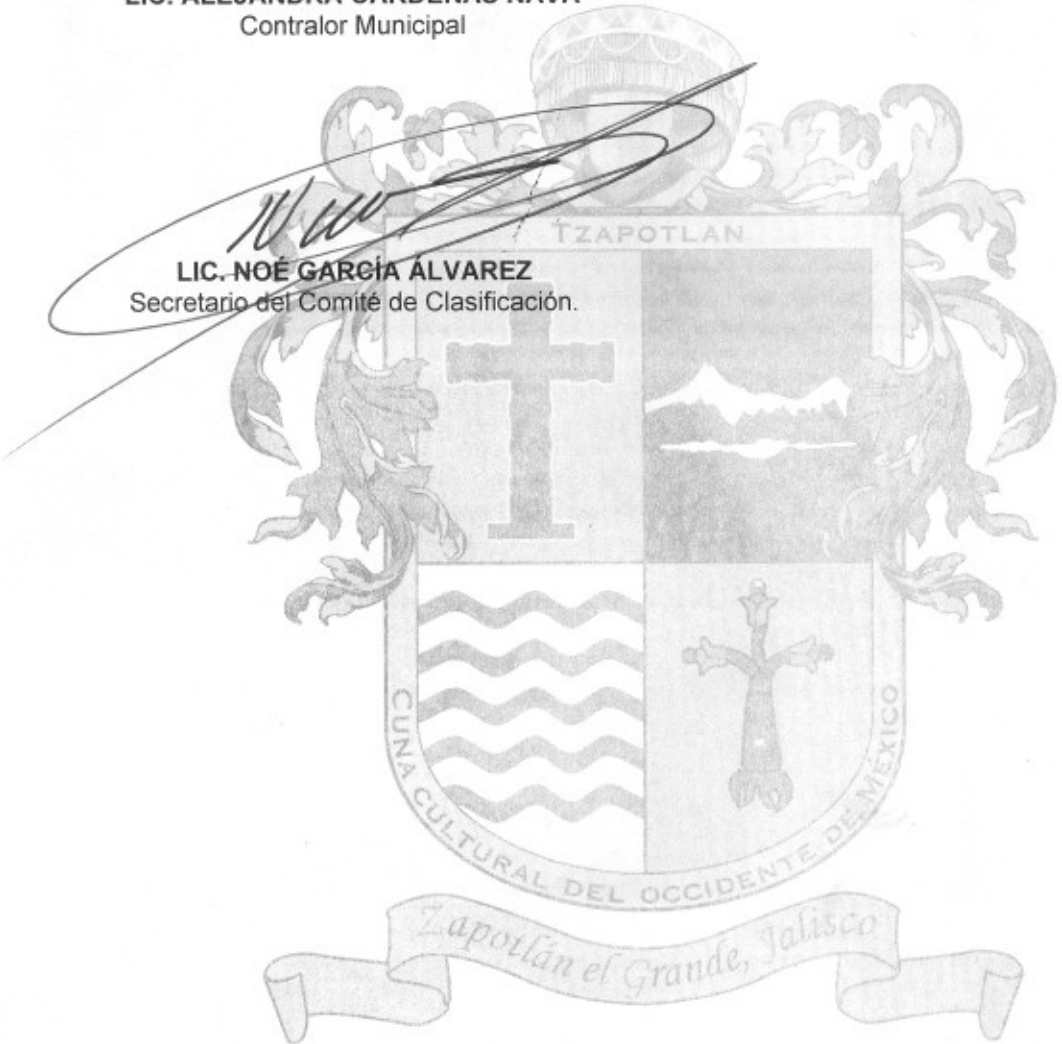 LIC. ALEJANDRA CÁRDENAS NAVA
Contralor Municipal
LIC. NOÉ GARCÍA ÁLVAREZ
Secretario del Comité de Clasificación.
TZAPOTLAN
CUNA CULTURAL DEL OCCIDENTE DE MÉXICO
Zapotlán el Grande, Jalisco